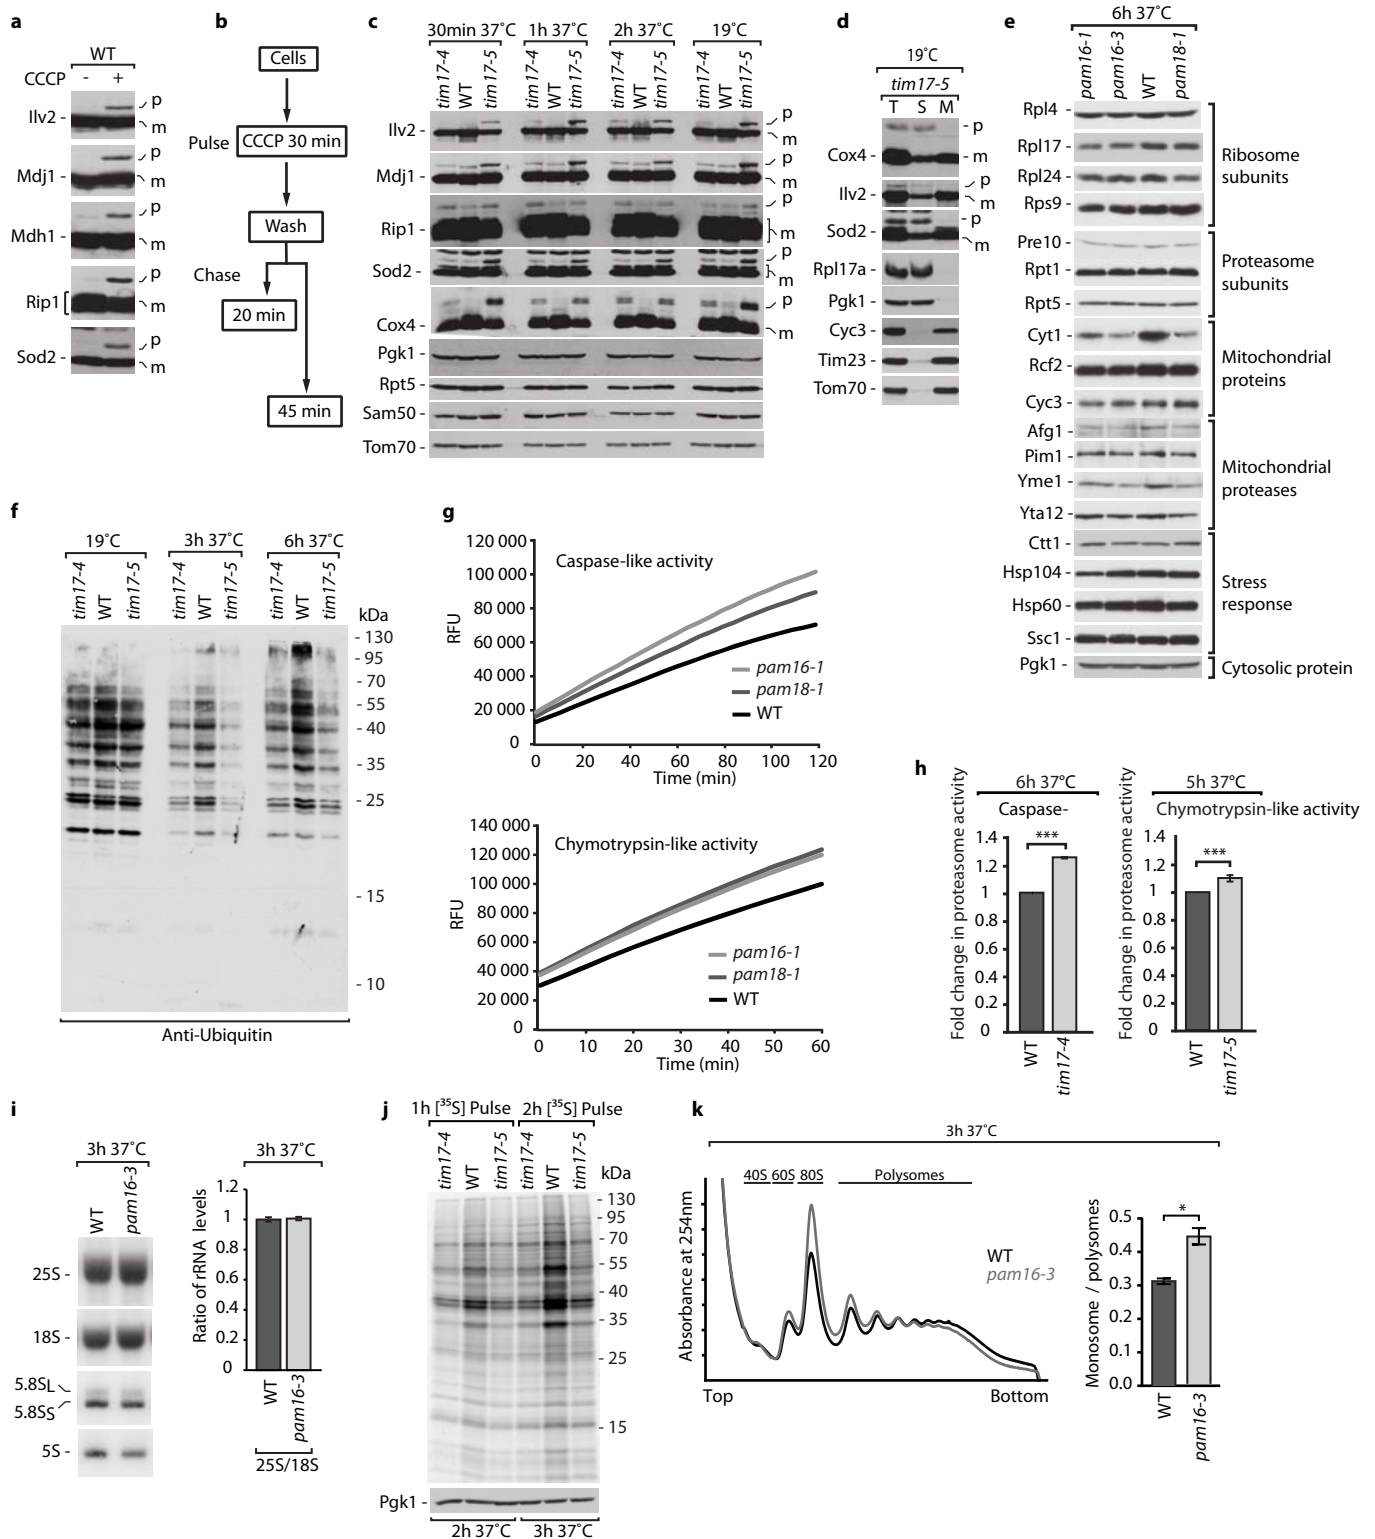 a
WT
CCCP - +
Ilv2 - p m
Mdj1 - p m
Mdh1 - p m
Rip1 p m
Sod2 - p m
b
Cells
Pulse
CCCP 30 min
Wash
Chase
20 min
45 min
c
30min 37˚C 1h 37˚C 2h 37˚C 19˚C
tim17-4 WT tim17-5 tim17-4 WT tim17-5 tim17-4 WT tim17-5 tim17-4 WT tim17-5
Ilv2 - p m
Mdj1 - p m
Rip1 - p m
Sod2 - p m
Cox4 - p m
Pgk1 -
Rpt5 -
Sam50 -
Tom70 -
d
19˚C
tim17-5
T S M
Cox4 - - p - m
Ilv2 - p m
Sod2 - - p m
Rpl17a -
Pgk1 -
Cyc3 -
Tim23 -
Tom70 -
e
6h 37˚C
pam16-1 pam16-3 WT pam18-1
Rpl4 -
Rpl17 -
Rpl24 -
Rps9 -
Ribosome
subunits
Pre10 -
Rpt1 -
Rpt5 -
Proteasome
subunits
Cyt1 -
Rcf2 -
Cyc3 -
Mitochondrial
proteins
Afg1 -
Pim1 -
Yme1 -
Yta12 -
Mitochondrial
proteases
Ctt1 -
Hsp104 -
Hsp60 -
Ssc1 -
Stress
response
Pgk1 -
Cytosolic protein
f
19˚C 3h 37˚C 6h 37˚C
tim17-4 WT tim17-5 tim17-4 WT tim17-5 tim17-4 WT tim17-5
kDa
- 130
- 95
- 70
- 55
- 40
- 35
- 25
- 15
- 10
Anti-Ubiquitin
g
120 000
100 000
80 000
60 000
40 000
20 000
0
RFU
Caspase-like activity
pam16-1
pam18-1
WT
0 20 40 60 80 100 120
Time (min)
140 000
120 000
100 000
80 000
60 000
40 000
20 000
0
RFU
Chymotrypsin-like activity
pam16-1
pam18-1
WT
0 10 20 30 40 50 60
Time (min)
h
6h 37°C
Caspase-
Fold change in proteasome activity
1.4
1.2
1
0.8
0.6
0.4
0.2
0
***
WT tim17-4
5h 37°C
Chymotrypsin-like activity
Fold change in proteasome activity
1.4
1.2
1
0.8
0.6
0.4
0.2
0
***
WT tim17-5
i
3h 37˚C
WT pam16-3
25S -
18S -
5.8SL
5.8SS
5S -
3h 37˚C
Ratio of rRNA levels
1.2
1
0.8
0.6
0.4
0.2
0
WT pam16-3
25S/18S
j
1h [³⁵S] Pulse 2h [³⁵S] Pulse
tim17-4 WT tim17-5 tim17-4 WT tim17-5
kDa
- 130
- 95
- 70
- 55
- 40
- 35
- 25
- 15
Pgk1 -
2h 37˚C 3h 37˚C
k
3h 37˚C
Absorbance at 254nm
40S 60S 80S Polysomes
WT
pam16-3
Top Bottom
Monosome / polysomes
0.5
0.4
0.3
0.2
0.1
0.0
*
WT pam16-3